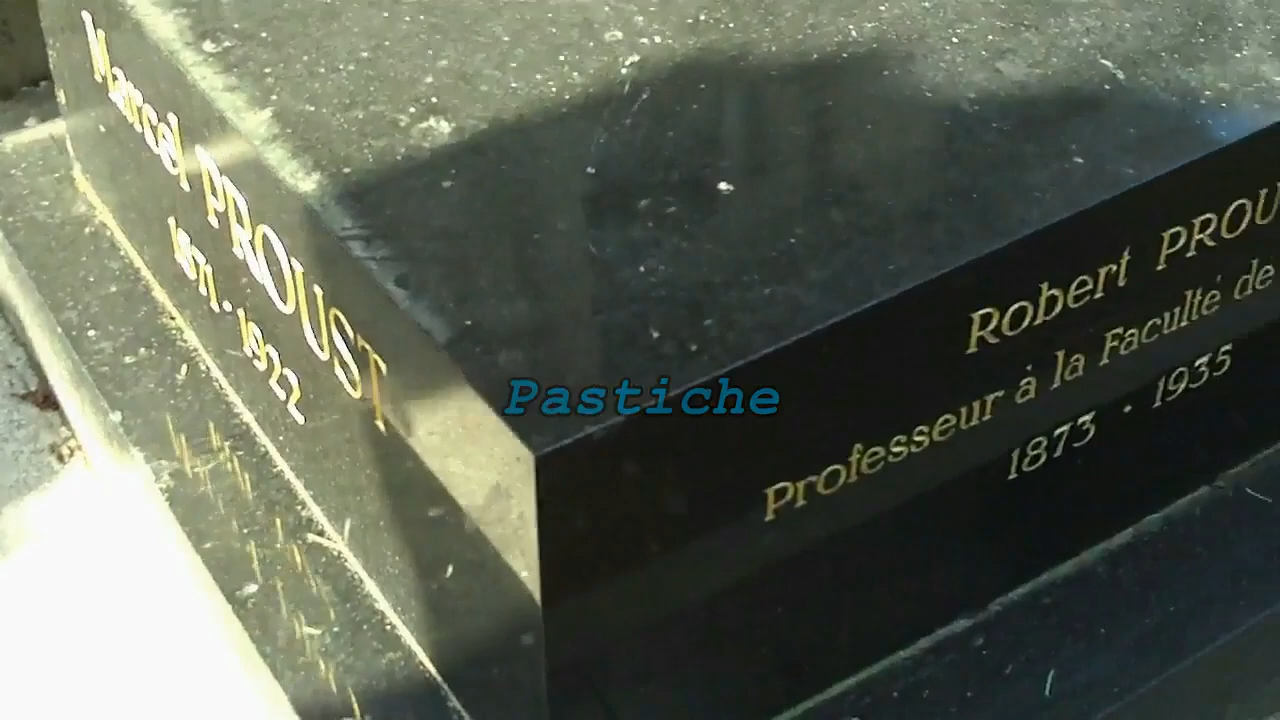 Marcel PROUST
1871 · 1922
Pastiche
Robert PROU
Professeur à la Faculté de
1873 · 1935